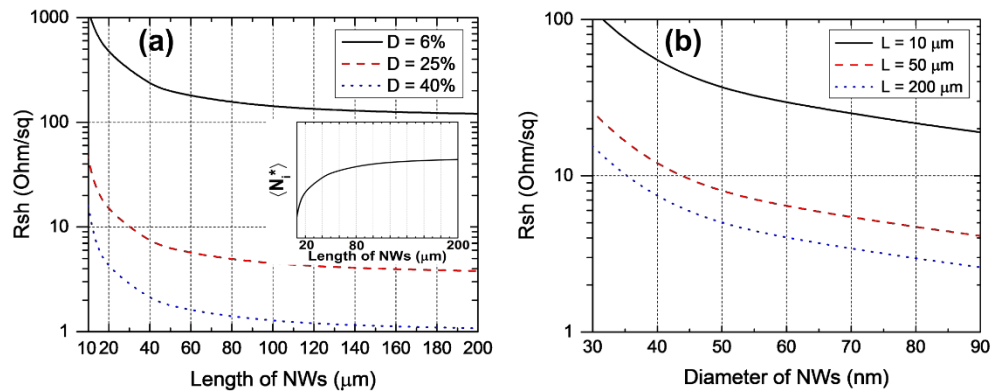 (a)
D = 6%
D = 25%
D = 40%
Rsh (Ohm/sq)
1000
100
10
1
10 20 40 60 80 100 120 140 160 180 200
Length of NWs (μm)
⟨Nᵢ*⟩
20 80 200
Length of NWs (μm)
(b)
L = 10 μm
L = 50 μm
L = 200 μm
Rsh (Ohm/sq)
100
10
1
30 40 50 60 70 80 90
Diameter of NWs (nm)